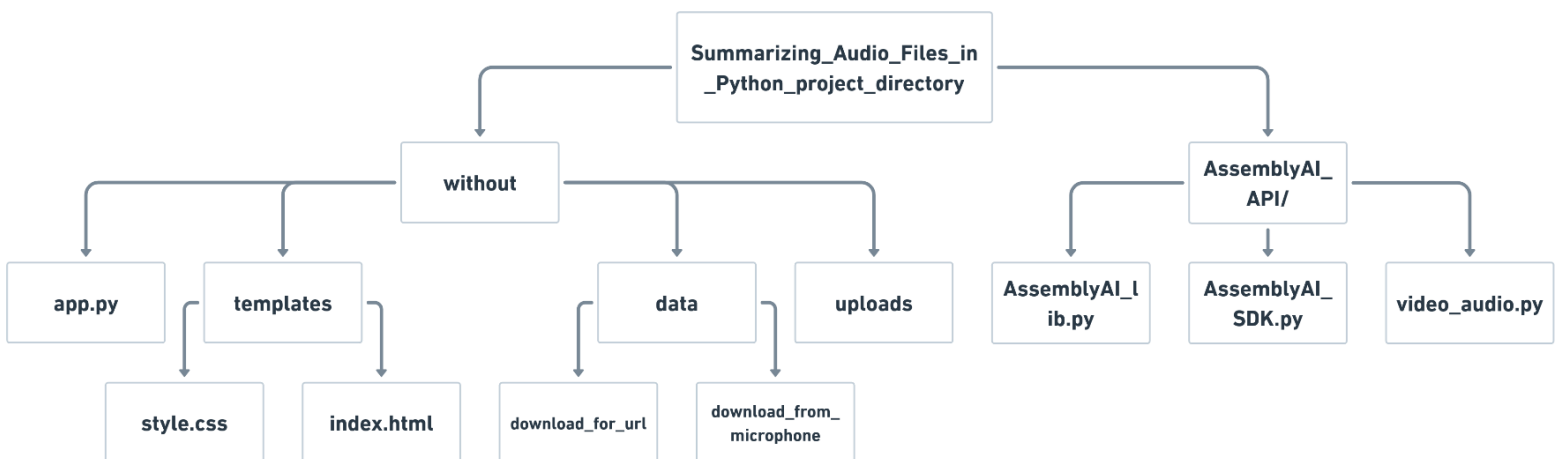 Summarizing_Audio_Files_in
_Python_project_directory
without
AssemblyAI_
API/
app.py
templates
data
uploads
AssemblyAI_l
ib.py
AssemblyAI_
SDK.py
video_audio.py
style.css
index.html
download_for_url
download_from_
microphone